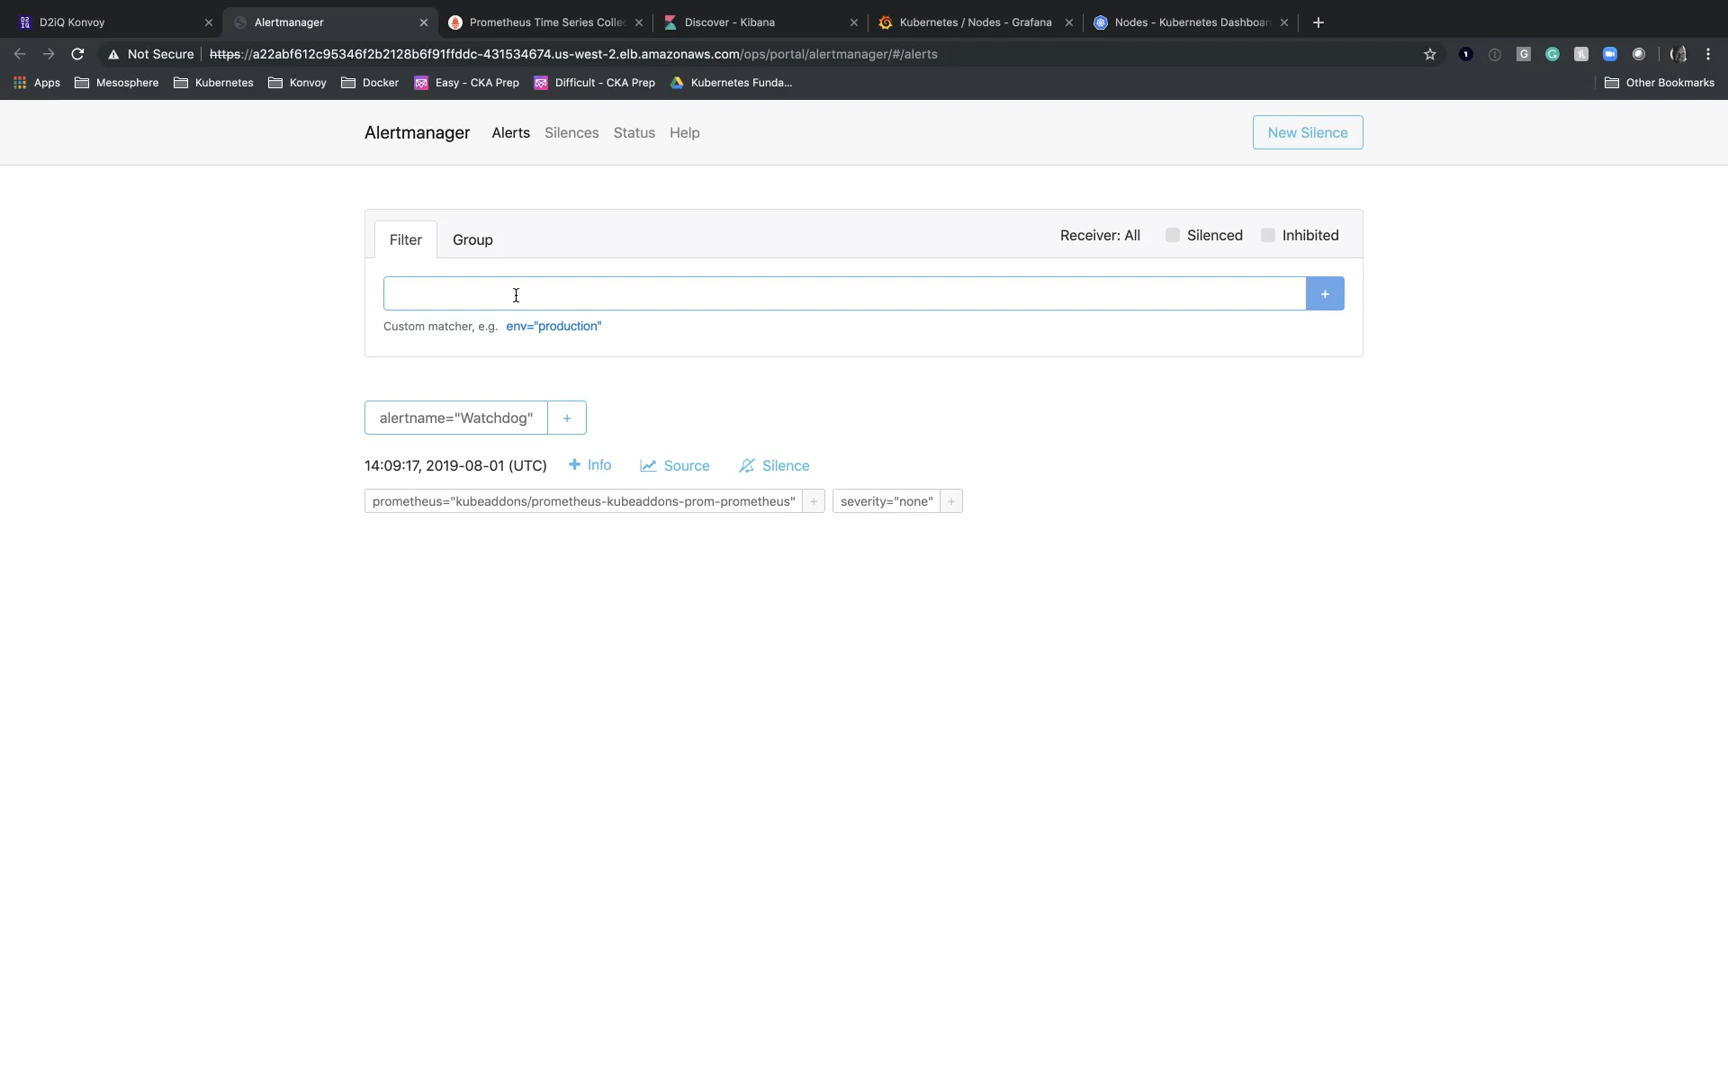 D2iQ Konvoy
Alertmanager
Prometheus Time Series Collec
Discover - Kibana
Kubernetes / Nodes - Grafana
Nodes - Kubernetes Dashboar
Not Secure https://a22abf612c95346f2b2128b6f91ffddc-431534674.us-west-2.elb.amazonaws.com/ops/portal/alertmanager/#/alerts
Apps Mesosphere Kubernetes Konvoy Docker Easy - CKA Prep Difficult - CKA Prep Kubernetes Funda... Other Bookmarks
Alertmanager Alerts Silences Status Help New Silence
Filter Group Receiver: All Silenced Inhibited
+
Custom matcher, e.g. env="production"
alertname="Watchdog" +
14:09:17, 2019-08-01 (UTC) + Info Source Silence
prometheus="kubeaddons/prometheus-kubeaddons-prom-prometheus" + severity="none" +